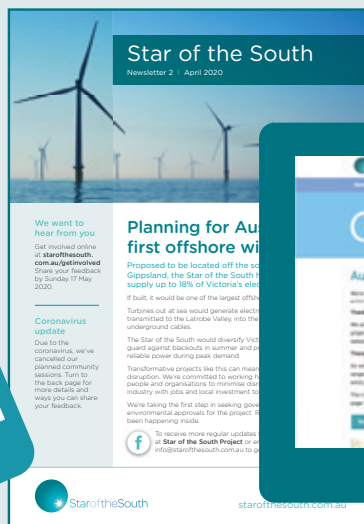 Star of the South
Newsletter 2 | April 2020
We want to
hear from you
Get involved online
at starofthesouth.
com.au/getinvolved
Share your feedback
by Sunday 17 May
2020.
Coronavirus
update
Due to the
coronavirus, we've
cancelled our
planned community
sessions. Turn to
the back page for
more details and
ways you can share
your feedback.
Planning for Au
first offshore wi
Proposed to be located off the so
Gippsland, the Star of the South h
supply up to 18% of Victoria's elec
If built, it would be one of the largest offsh
Turbines out at sea would generate electri
transmitted to the Latrobe Valley, into the
underground cables.
The Star of the South would diversify Vict
guard against blackouts in summer and p
reliable power during peak demand.
Transformative projects like this can mean
disruption. We're committed to working h
people and organisations to minimise disr
industry with jobs and local investment to
We're taking the first step in seeking gove
environmental approvals for the project. R
been happening inside.
f
To receive more regular updates
at Star of the South Project or e
info@starofthesouth.com.au to g
StaroftheSouth
starofthesouth.com.au